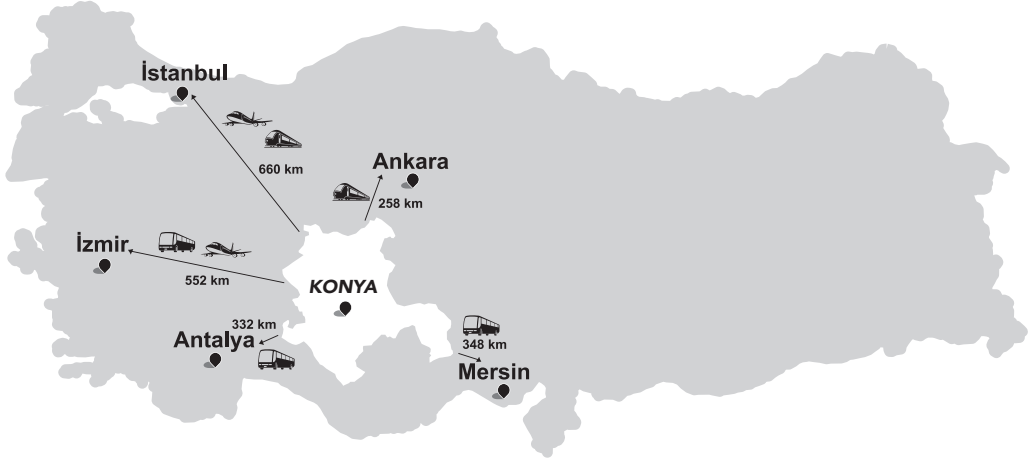 İstanbul
660 km
Ankara
258 km
İzmir
552 km
KONYA
332 km
Antalya
348 km
Mersin